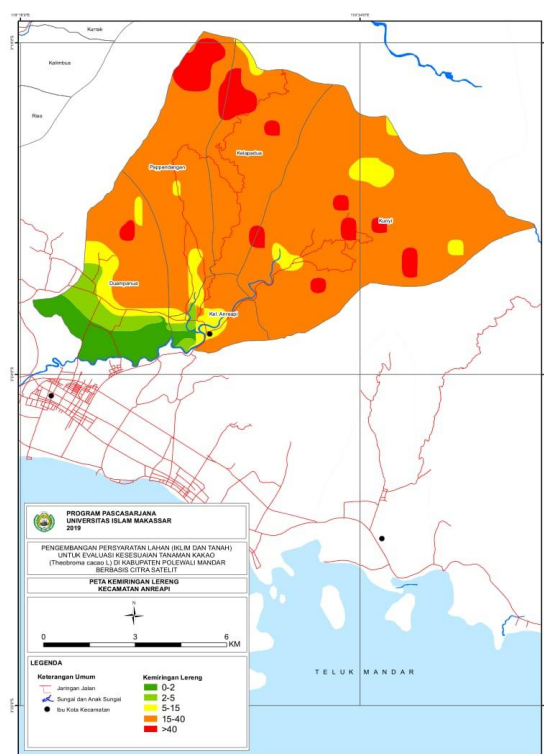 Kanak
Kalimbua
Riau
Pappandangan
Kelapadua
Kunyi
Duampanua
Kel. Anreapi
PROGRAM PASCASARJANA
UNIVERSITAS ISLAM MAKASSAR
2019
PENGEMBANGAN PERSYARATAN LAHAN (IKLIM DAN TANAH)
UNTUK EVALUASI KESESUAIAN TANAMAN KAKAO
(Theobroma cacao L) DI KABUPATEN POLEWALI MANDAR
BERBASIS CITRA SATELIT
PETA KEMIRINGAN LERENG
KECAMATAN ANREAPI
N
0 3 6
KM
LEGENDA
Keterangan Umum
Jaringan Jalan
Sungai dan Anak Sungai
Ibu Kota Kecamatan
Kemiringan Lereng
0-2
2-5
5-15
15-40
>40
TELUK MANDAR